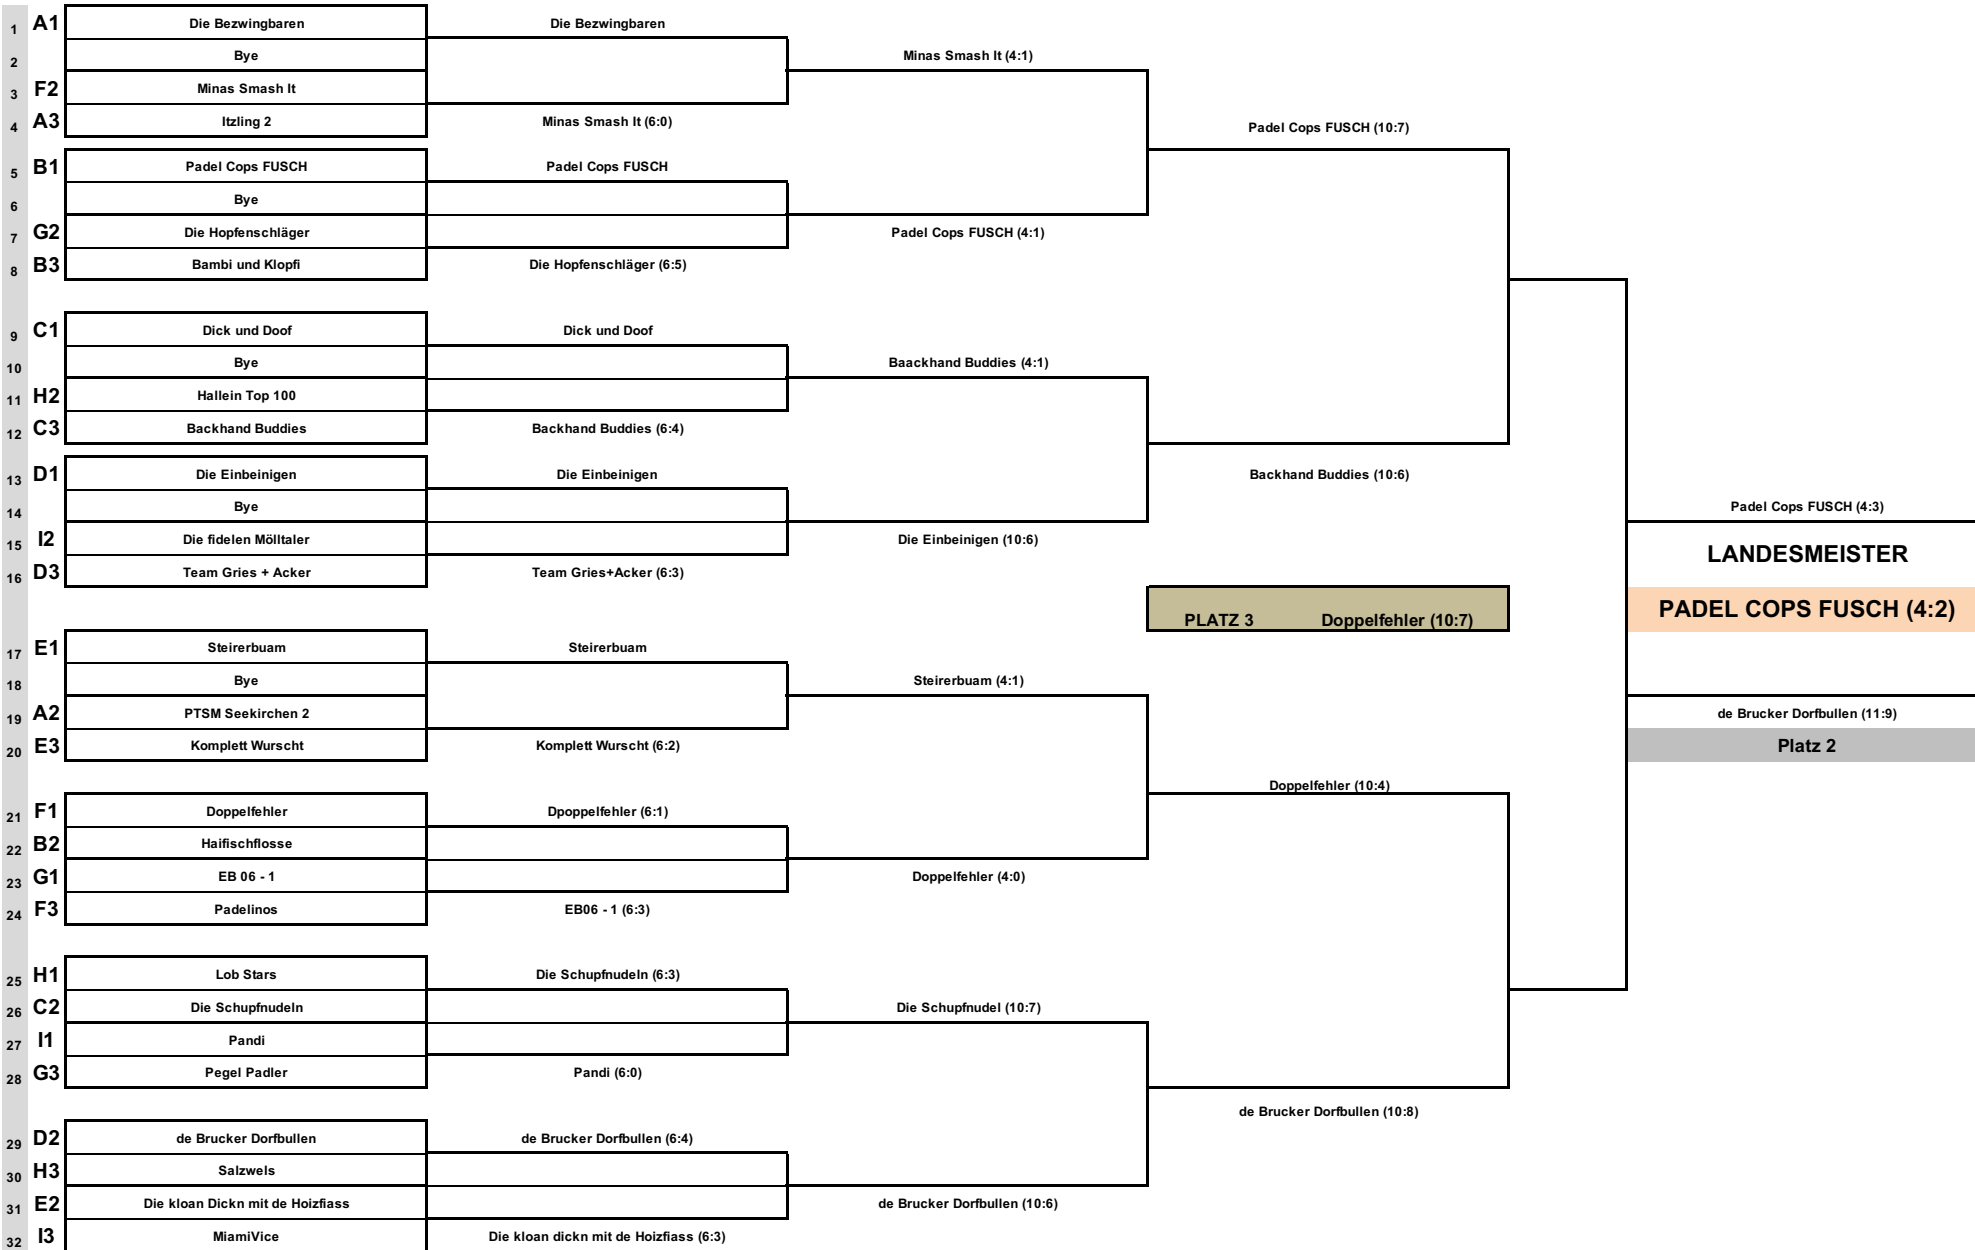 1 A1 Die Bezwingbaren Die Bezwingbaren
2 Bye Minas Smash It (4:1)
3 F2 Minas Smash It
4 A3 Itzling 2 Minas Smash It (6:0)
Padel Cops FUSCH (10:7)
5 B1 Padel Cops FUSCH Padel Cops FUSCH
6 Bye
7 G2 Die Hopfenschläger Padel Cops FUSCH (4:1)
8 B3 Bambi und Klopfi Die Hopfenschläger (6:5)
9 C1 Dick und Doof Dick und Doof
10 Bye Baackhand Buddies (4:1)
11 H2 Hallein Top 100
12 C3 Backhand Buddies Backhand Buddies (6:4)
13 D1 Die Einbeinigen Die Einbeinigen Backhand Buddies (10:6)
14 Bye Padel Cops FUSCH (4:3)
15 I2 Die fidelen Mölltaler Die Einbeinigen (10:6)
LANDESMEISTER
16 D3 Team Gries + Acker Team Gries+Acker (6:3)
PLATZ 3 Doppelfehler (10:7) PADEL COPS FUSCH (4:2)
17 E1 Steirerbuam Steirerbuam
18 Bye Steirerbuam (4:1)
19 A2 PTSM Seekirchen 2 de Brucker Dorfbullen (11:9)
20 E3 Komplett Wurscht Komplett Wurscht (6:2) Platz 2
Doppelfehler (10:4)
21 F1 Doppelfehler Dpoppelfehler (6:1)
22 B2 Haifischflosse
23 G1 EB 06 - 1 Doppelfehler (4:0)
24 F3 Padelinos EB06 - 1 (6:3)
25 H1 Lob Stars Die Schupfnudeln (6:3)
26 C2 Die Schupfnudeln Die Schupfnudel (10:7)
27 I1 Pandi
28 G3 Pegel Padler Pandi (6:0)
de Brucker Dorfbullen (10:8)
29 D2 de Brucker Dorfbullen de Brucker Dorfbullen (6:4)
30 H3 Salzwels
31 E2 Die kloan Dickn mit de Hoizfiass de Brucker Dorfbullen (10:6)
32 I3 MiamiVice Die kloan dickn mit de Hoizfiass (6:3)